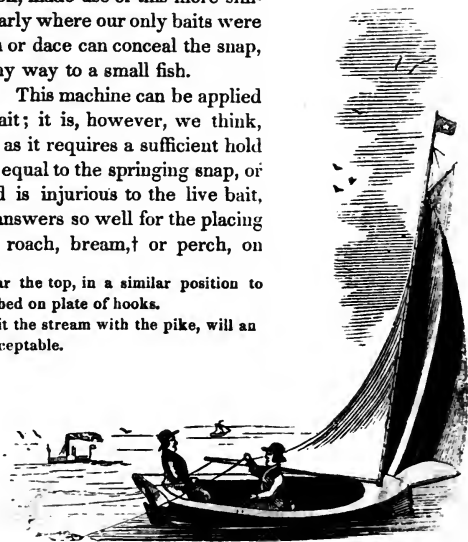 arly where our only baits were
or dace can conceal the snap,
ny way to a small fish.
This machine can be applied
ait; it is, however, we think,
as it requires a sufficient hold
equal to the springing snap, or
is injurious to the live bait,
answers so well for the placing
roach, bream,† or perch, on
ar the top, in a similar position to
bed on plate of hooks.
it the stream with the pike, will an
ceptable.